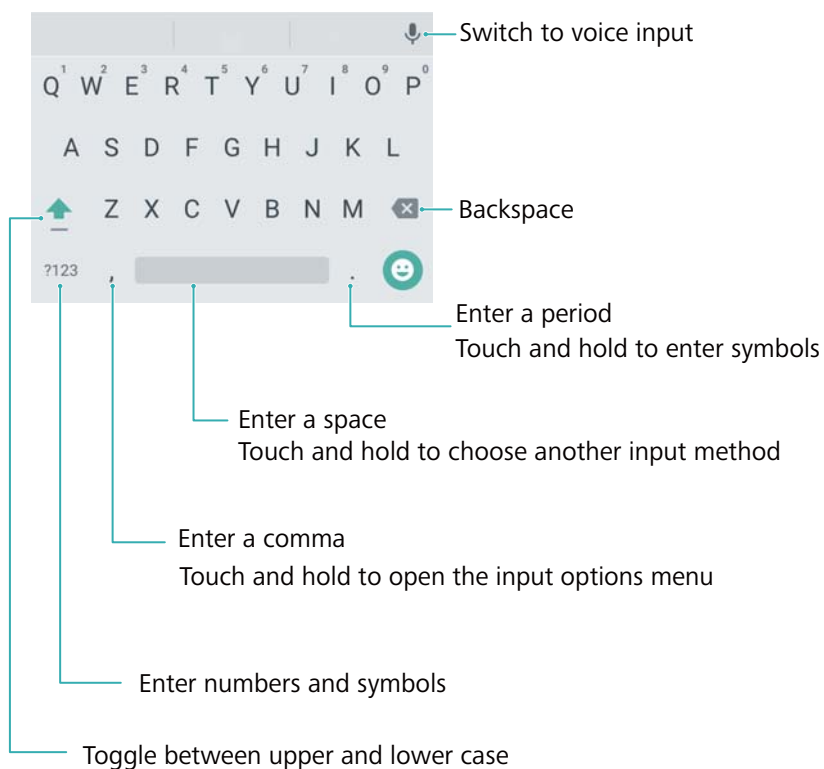 Switch to voice input
Q1 W2 E3 R4 T5 Y6 U7 I8 O9 P0
A S D F G H J K L
Z X C V B N M
Backspace
?123 , .
Enter a period
Touch and hold to enter symbols
Enter a space
Touch and hold to choose another input method
Enter a comma
Touch and hold to open the input options menu
Enter numbers and symbols
Toggle between upper and lower case